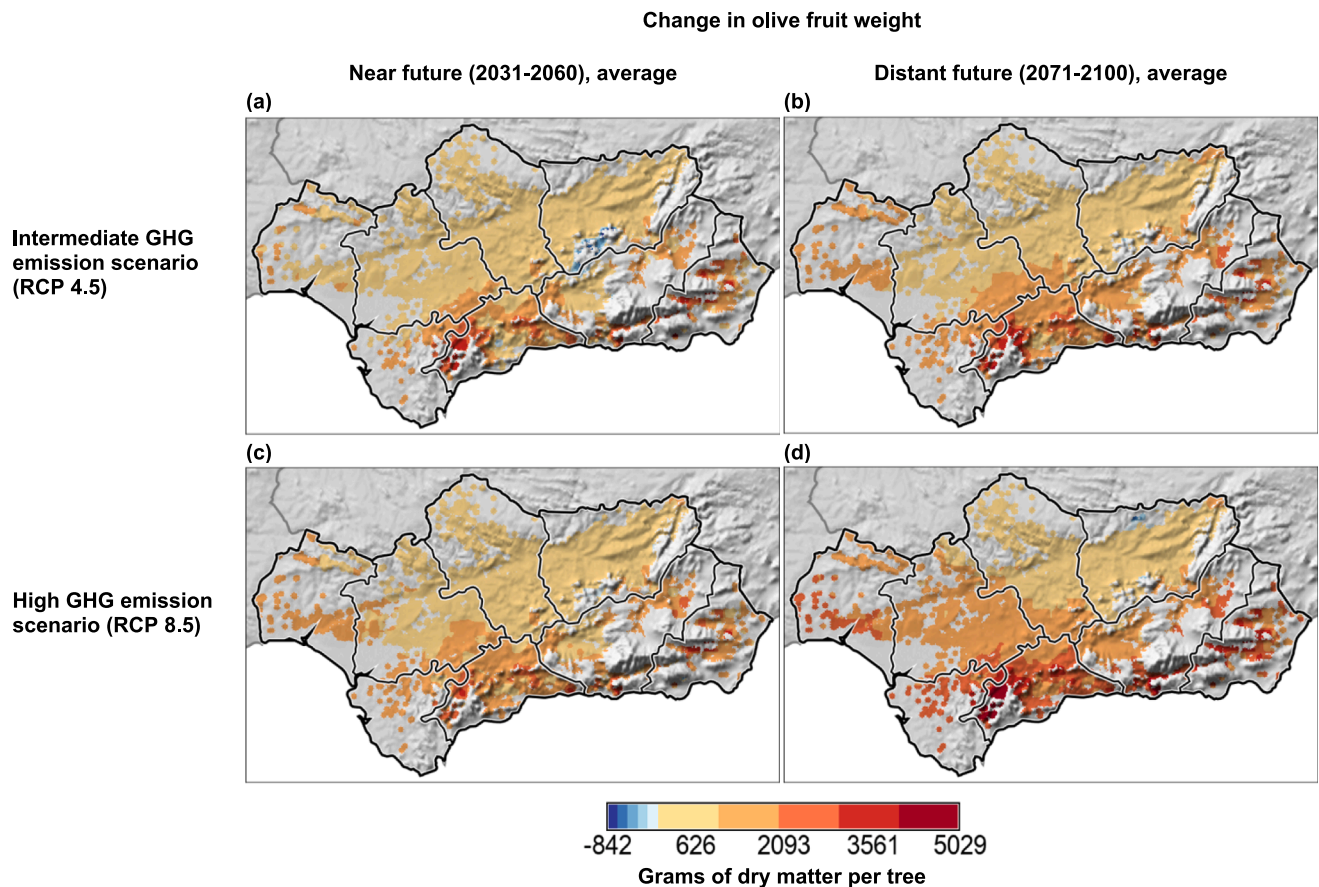 Change in olive fruit weight
Near future (2031-2060), average
Distant future (2071-2100), average
(a)
(b)
Intermediate GHG
emission scenario
(RCP 4.5)
(c)
(d)
High GHG emission
scenario (RCP 8.5)
-842 626 2093 3561 5029
Grams of dry matter per tree